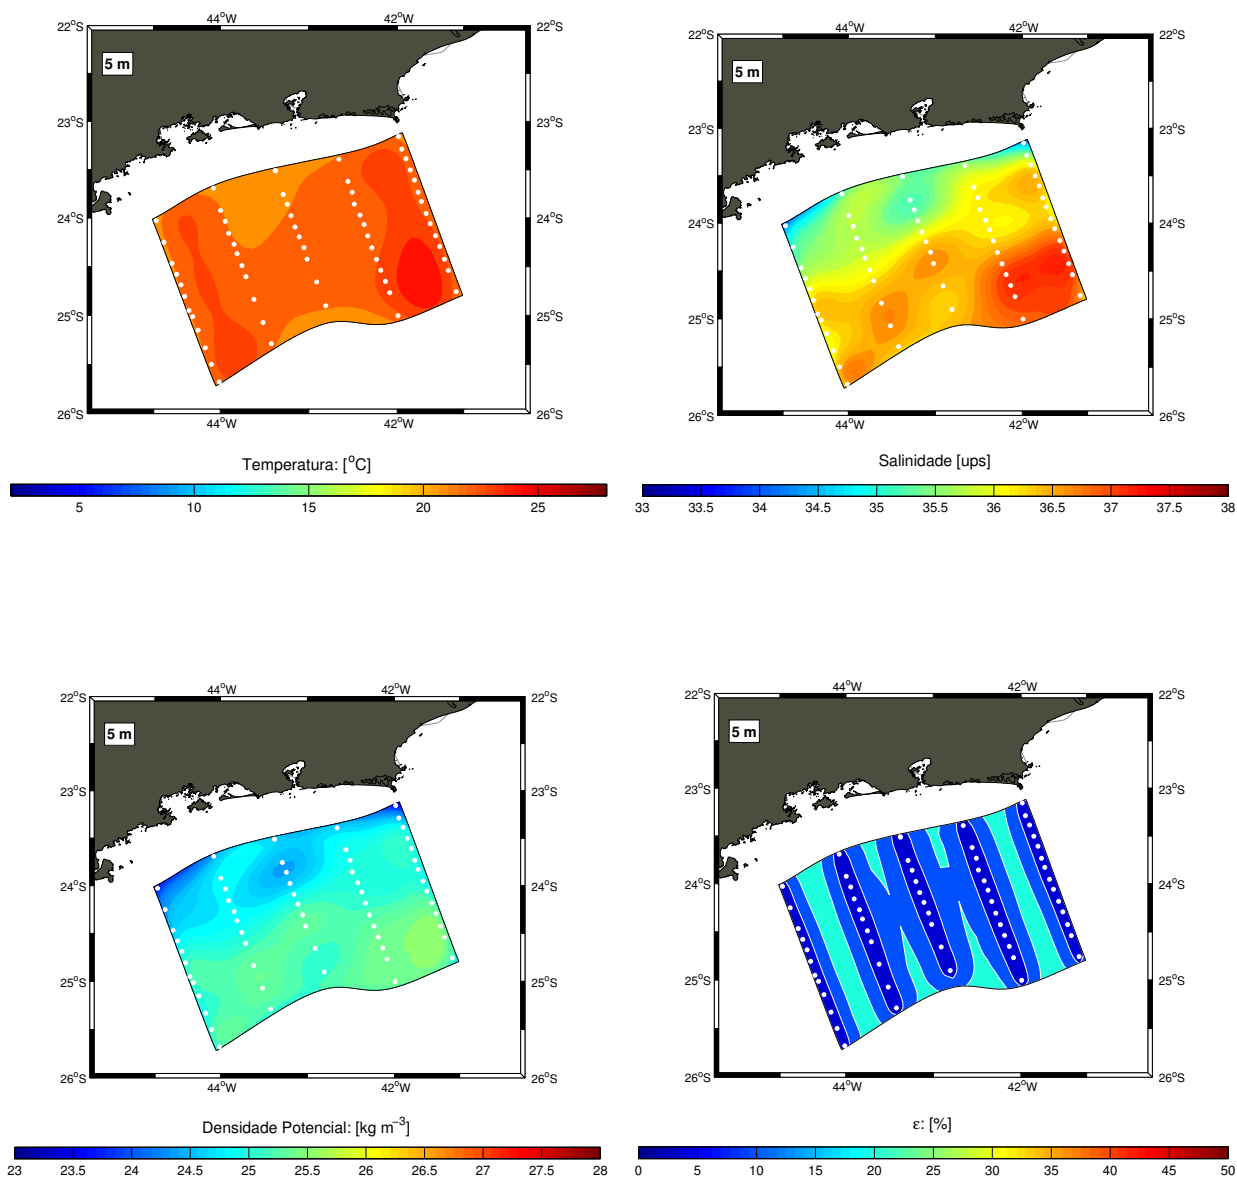 44°W 42°W
22°S 22°S
5 m
23°S 23°S
24°S 24°S
25°S 25°S
26°S 26°S
44°W 42°W
Temperatura: [°C]
5 10 15 20 25
44°W 42°W
22°S 22°S
5 m
23°S 23°S
24°S 24°S
25°S 25°S
26°S 26°S
44°W 42°W
Salinidade [ups]
33 33.5 34 34.5 35 35.5 36 36.5 37 37.5 38
44°W 42°W
22°S 22°S
5 m
23°S 23°S
24°S 24°S
25°S 25°S
26°S 26°S
44°W 42°W
Densidade Potencial: [kg m⁻³]
23 23.5 24 24.5 25 25.5 26 26.5 27 27.5 28
44°W 42°W
22°S 22°S
5 m
23°S 23°S
24°S 24°S
25°S 25°S
26°S 26°S
44°W 42°W
ε: [%]
0 5 10 15 20 25 30 35 40 45 50